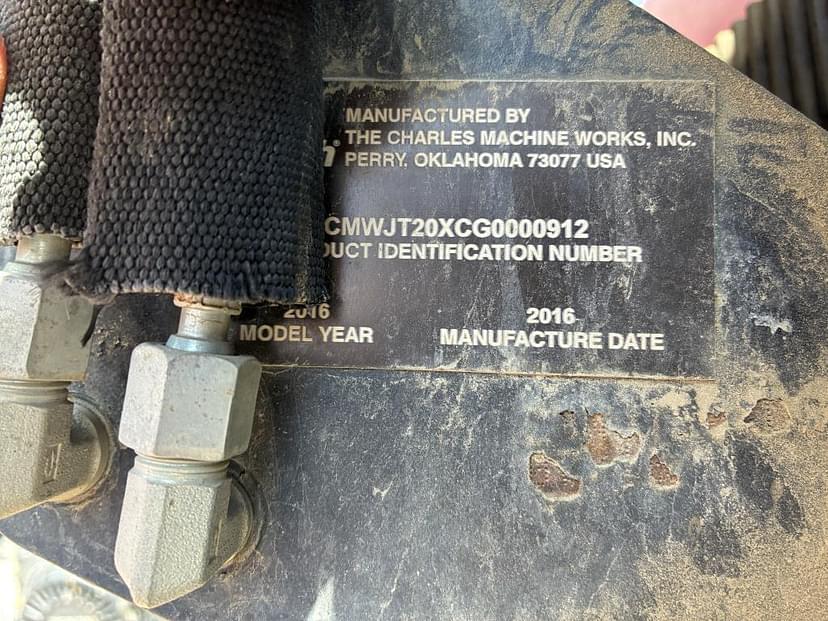 MANUFACTURED BY
THE CHARLES MACHINE WORKS, INC.
PERRY, OKLAHOMA 73077 USA
CMWJT20XCG0000912
DUCT IDENTIFICATION NUMBER
2016
MODEL YEAR
2016
MANUFACTURE DATE